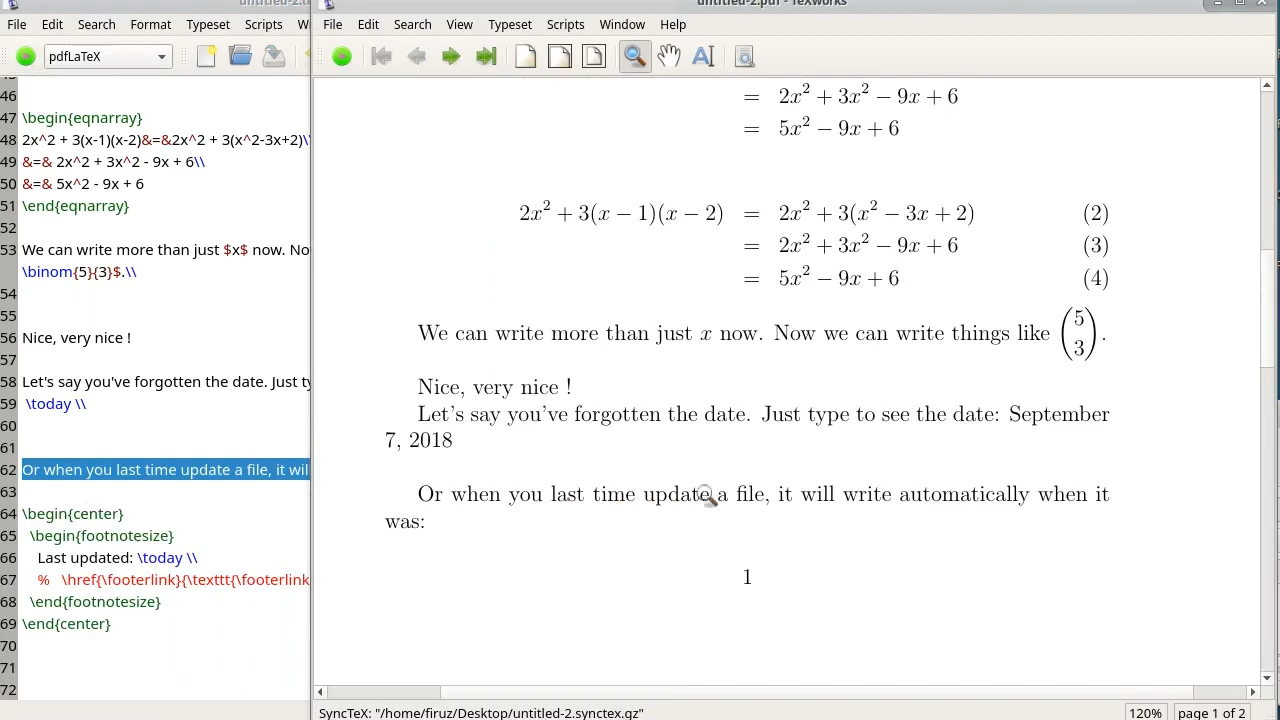 untitled-2.t
File Edit Search Format Typeset Scripts W
pdfLaTeX
46
47 \begin{eqnarray}
48 2x^2 + 3(x-1)(x-2)&=&2x^2 + 3(x^2-3x+2)\\
49 &=& 2x^2 + 3x^2 - 9x + 6\\
50 &=& 5x^2 - 9x + 6
51 \end{eqnarray}
52
53 We can write more than just $x$ now. No
\binom{5}{3}$.\\
54
55
56 Nice, very nice !
57
58 Let's say you've forgotten the date. Just ty
59 \today \\
60
61
62 Or when you last time update a file, it will
63
64 \begin{center}
65 \begin{footnotesize}
66 Last updated: \today \\
67 % \href{\footerlink}{\texttt{\footerlink
68 \end{footnotesize}
69 \end{center}
70
71
72
untitled-2.pdf - TeXworks
File Edit Search View Typeset Scripts Window Help
= 2x² + 3x² − 9x + 6
= 5x² − 9x + 6
2x² + 3(x − 1)(x − 2) = 2x² + 3(x² − 3x + 2) (2)
= 2x² + 3x² − 9x + 6 (3)
= 5x² − 9x + 6 (4)
We can write more than just x now. Now we can write things like (5 3).
Nice, very nice !
Let's say you've forgotten the date. Just type to see the date: September
7, 2018
Or when you last time update a file, it will write automatically when it
was:
1
SyncTeX: "/home/firuz/Desktop/untitled-2.synctex.gz" 120% page 1 of 2